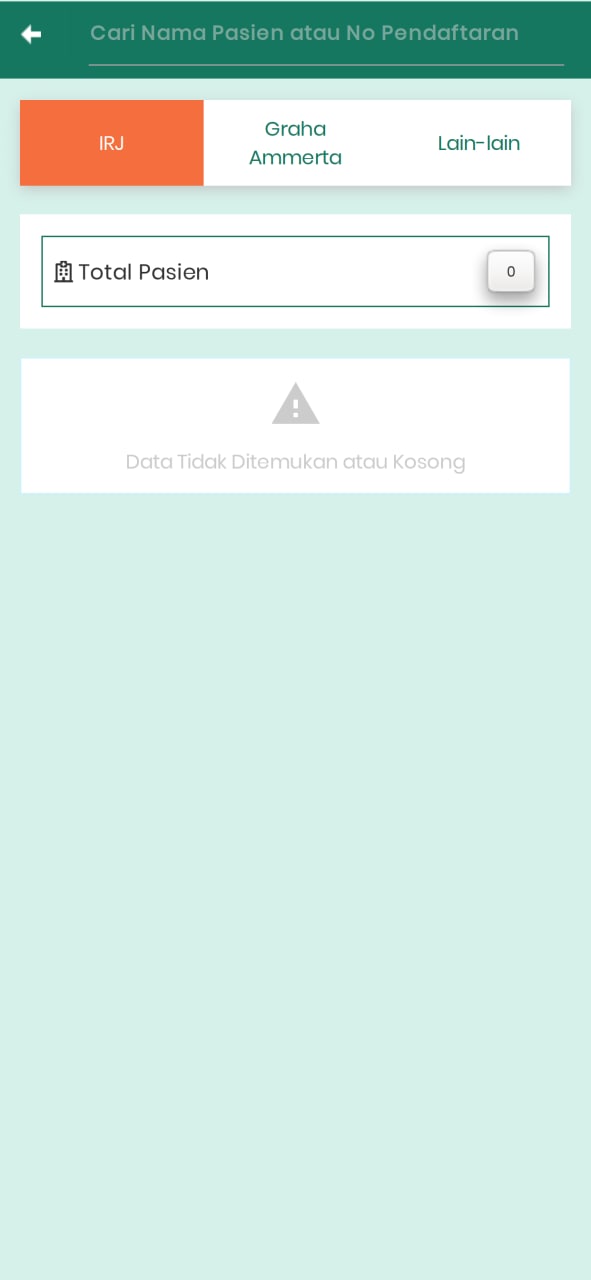 Cari Nama Pasien atau No Pendaftaran
IRJ
Graha
Ammerta
Lain-lain
Total Pasien
0
Data Tidak Ditemukan atau Kosong